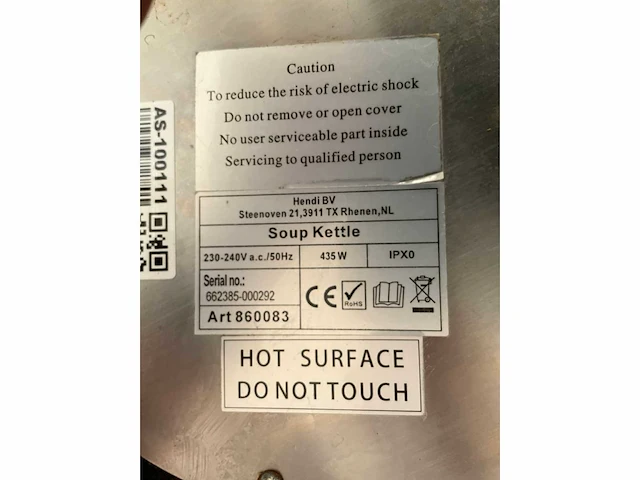 Caution
To reduce the risk of electric shock
Do not remove or open cover
No user serviceable part inside
Servicing to qualified person
AS-100111
Hendi BV
Steenoven 21,3911 TX Rhenen,NL
Soup Kettle
230-240V a.c./50Hz
435 W
IPX0
Serial no.:
662385-000292
Art 860083
CE
RoHS
HOT SURFACE
DO NOT TOUCH